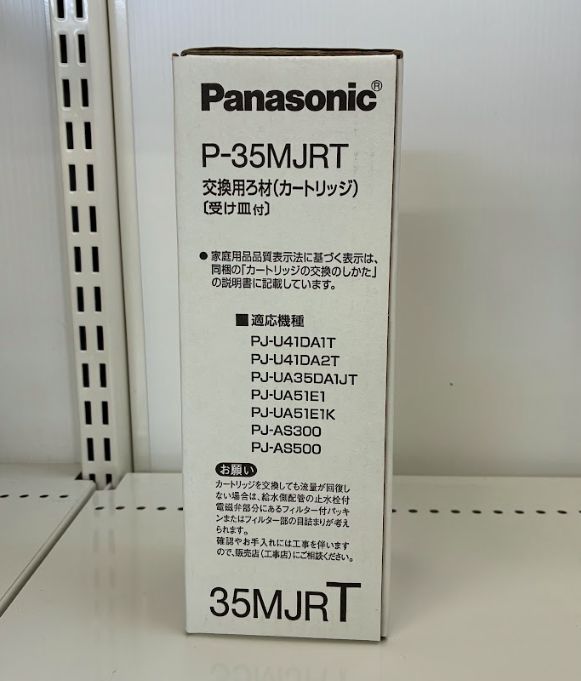 Panasonic®
P-35MJRT
交換用ろ材(カートリッジ)
〔受け皿付〕
● 家庭用品品質表示法に基づく表示は、
同梱の「カートリッジの交換のしかた」
の説明書に記載しています。
■ 適応機種
PJ-U41DA1T
PJ-U41DA2T
PJ-UA35DA1JT
PJ-UA51E1
PJ-UA51E1K
PJ-AS300
PJ-AS500
お願い
カートリッジを交換しても流量が回復し
ない場合は、給水側配管の止水栓付
電磁弁部分にあるフィルター付パッキ
ンまたはフィルター部の目詰まりが考え
られます。
確認やお手入れには工事を伴います
ので、販売店(工事店)にご相談ください。
35MJRT